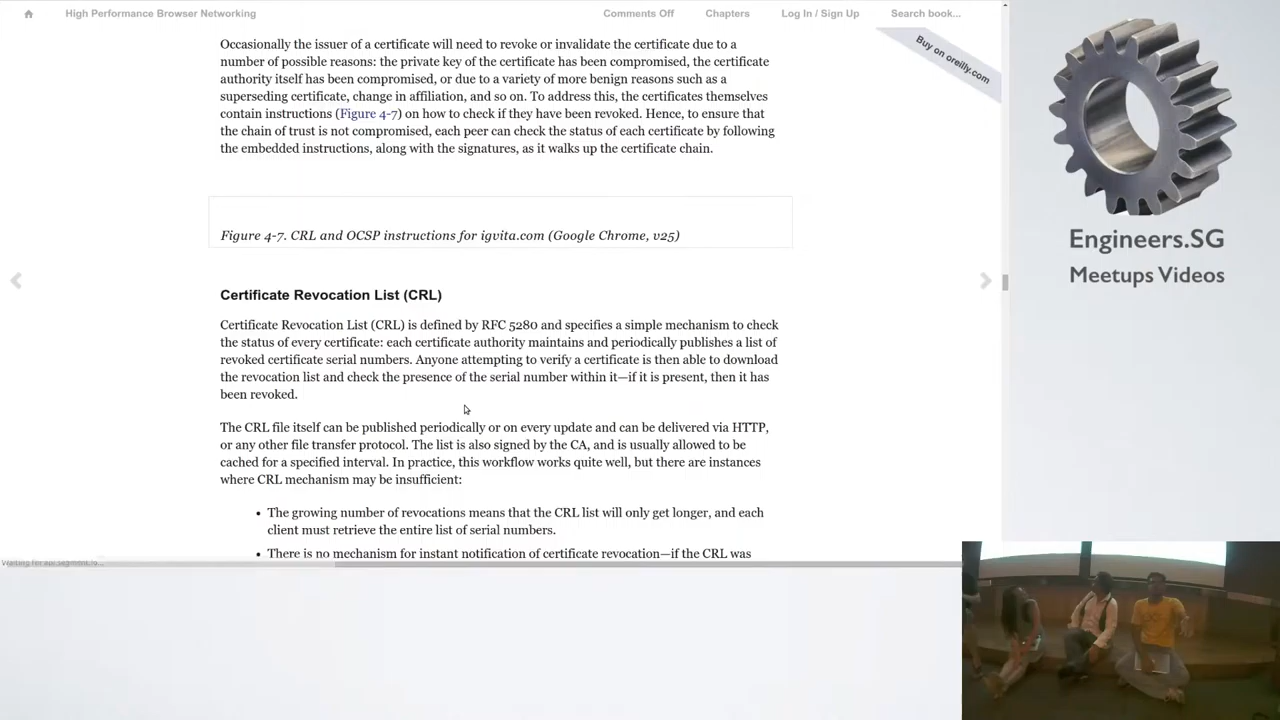 High Performance Browser Networking
Comments Off
Chapters
Log In / Sign Up
Search book...
Buy on oreilly.com
Occasionally the issuer of a certificate will need to revoke or invalidate the certificate due to a
number of possible reasons: the private key of the certificate has been compromised, the certificate
authority itself has been compromised, or due to a variety of more benign reasons such as a
superseding certificate, change in affiliation, and so on. To address this, the certificates themselves
contain instructions (Figure 4-7) on how to check if they have been revoked. Hence, to ensure that
the chain of trust is not compromised, each peer can check the status of each certificate by following
the embedded instructions, along with the signatures, as it walks up the certificate chain.
Figure 4-7. CRL and OCSP instructions for igvita.com (Google Chrome, v25)
Certificate Revocation List (CRL)
Certificate Revocation List (CRL) is defined by RFC 5280 and specifies a simple mechanism to check
the status of every certificate: each certificate authority maintains and periodically publishes a list of
revoked certificate serial numbers. Anyone attempting to verify a certificate is then able to download
the revocation list and check the presence of the serial number within it—if it is present, then it has
been revoked.
The CRL file itself can be published periodically or on every update and can be delivered via HTTP,
or any other file transfer protocol. The list is also signed by the CA, and is usually allowed to be
cached for a specified interval. In practice, this workflow works quite well, but there are instances
where CRL mechanism may be insufficient:
• The growing number of revocations means that the CRL list will only get longer, and each
client must retrieve the entire list of serial numbers.
• There is no mechanism for instant notification of certificate revocation—if the CRL was
Waiting for
Engineers.SG
Meetups Videos